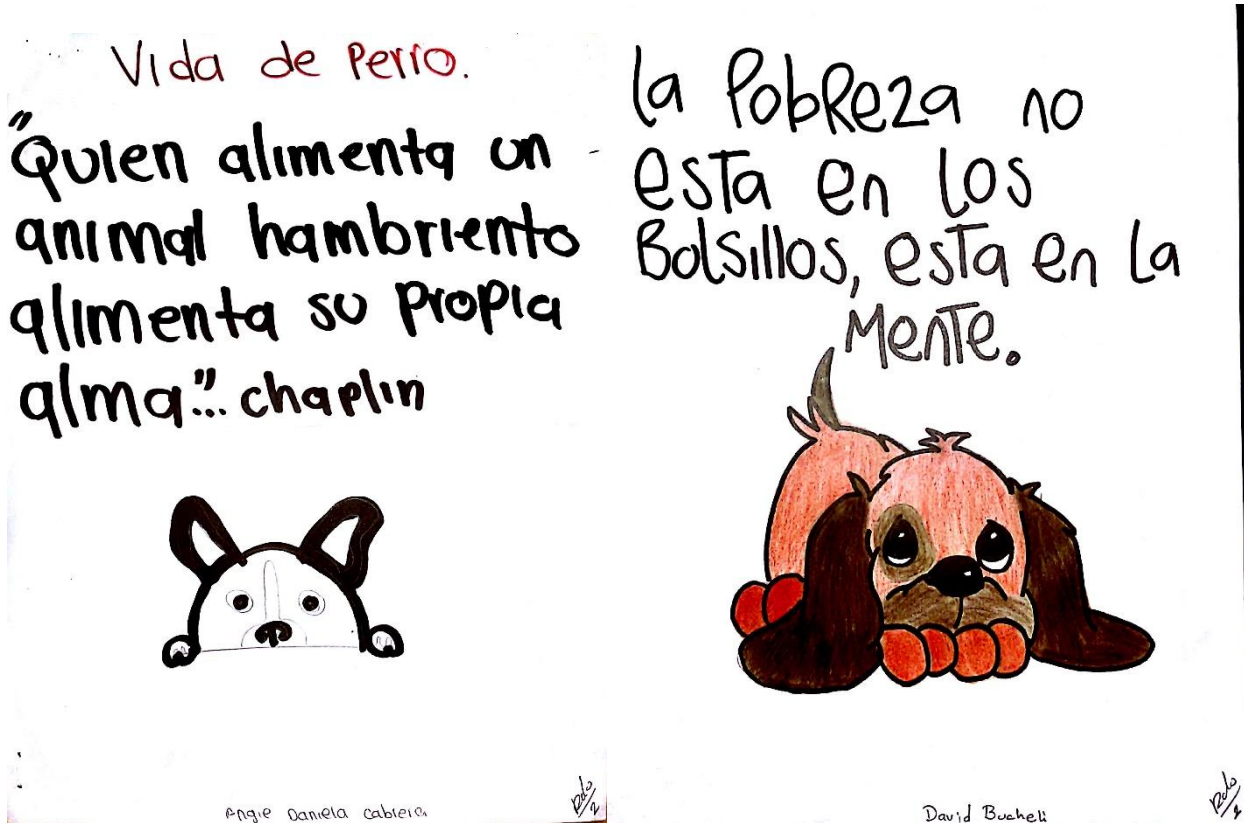 Vida de Perro.
"Quien alimenta un
animal hambriento
alimenta su propia
alma"... chaplin
Angie Daniela Cabrera
la PobReza no
esta en los
Bolsillos, esta en la
Mente.
David Bucheli